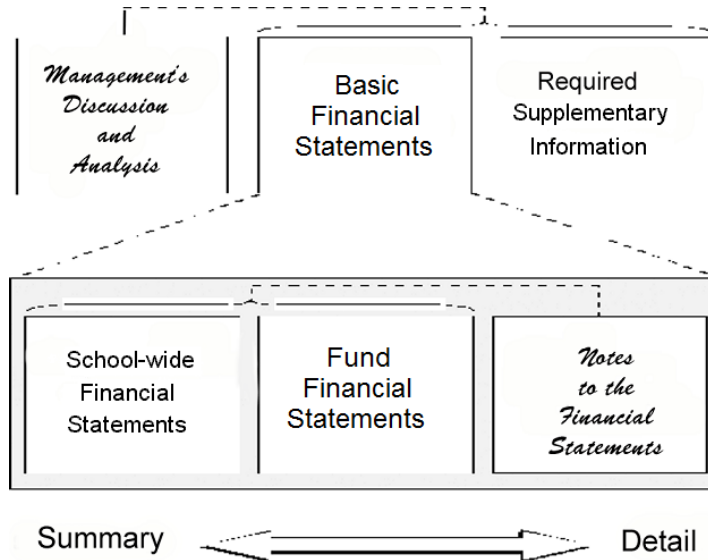 Management's
Discussion
and
Analysis
Basic
Financial
Statements
Required
Supplementary
Information
School-wide
Financial
Statements
Fund
Financial
Statements
Notes
to the
Financial
Statements
Summary
Detail